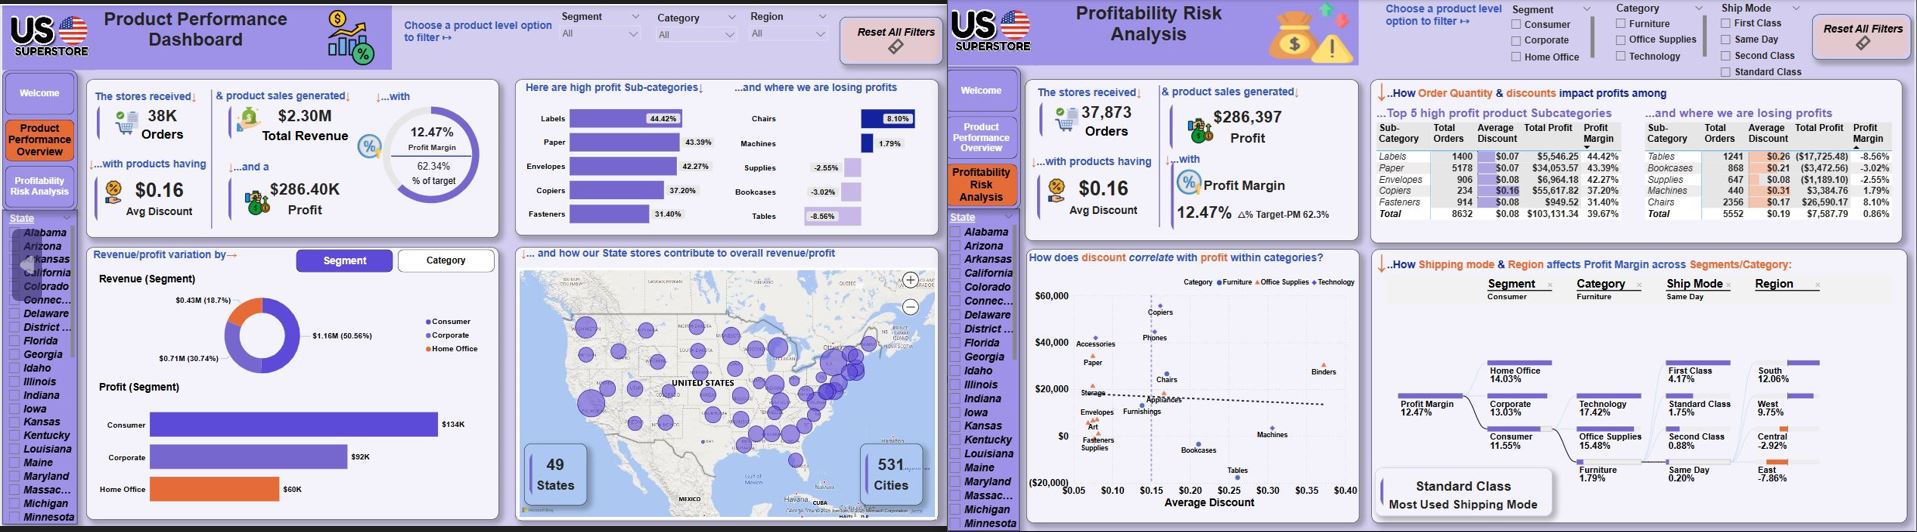 US
SUPERSTORE
Product Performance
Dashboard
Choose a product level option
to filter ↦
Segment
All
Category
All
Region
All
Reset All Filters
Welcome
Product
Performance
Overview
Profitability
Risk Analysis
State
Alabama
Arizona
Arkansas
California
Colorado
Connec...
Delaware
District ...
Florida
Georgia
Idaho
Illinois
Indiana
Iowa
Kansas
Kentucky
Louisiana
Maine
Maryland
Massac...
Michigan
Minnesota
The stores received↓
38K
Orders
& product sales generated↓
$2.30M
Total Revenue
↓...with
12.47%
Profit Margin
62.34%
% of target
↓...with products having
$0.16
Avg Discount
↓...and a
$286.40K
Profit
Here are high profit Sub-categories↓
Labels 44.42%
Paper 43.39%
Envelopes 42.27%
Copiers 37.20%
Fasteners 31.40%
...and where we are losing profits
Chairs 8.10%
Machines 1.79%
Supplies -2.55%
Bookcases -3.02%
Tables -8.56%
Revenue/profit variation by→
Segment
Category
Revenue (Segment)
$0.43M (18.7%)
$1.16M (50.56%)
$0.71M (30.74%)
Consumer
Corporate
Home Office
Profit (Segment)
Consumer $134K
Corporate $92K
Home Office $60K
↓... and how our State stores contribute to overall revenue/profit
UNITED STATES
MEXICO
Gulf of
Mexico
Havana
CUBA
49
States
531
Cities
US
SUPERSTORE
Profitability Risk
Analysis
Choose a product level
option to filter ↦
Segment
Consumer
Corporate
Home Office
Category
Furniture
Office Supplies
Technology
Ship Mode
First Class
Same Day
Second Class
Standard Class
Reset All Filters
Welcome
Product
Performance
Overview
Profitability
Risk
Analysis
State
Alabama
Arizona
Arkansas
California
Colorado
Connec...
Delaware
District ...
Florida
Georgia
Idaho
Illinois
Indiana
Iowa
Kansas
Kentucky
Louisiana
Maine
Maryland
Massac...
Michigan
Minnesota
The stores received↓
37,873
Orders
& product sales generated↓
$286,397
Profit
↓...with products having
$0.16
Avg Discount
↓...with
Profit Margin
12.47% △% Target-PM 62.3%
↓..How Order Quantity & discounts impact profits among
...Top 5 high profit product Subcategories
Sub-Category Total Orders Average Discount Total Profit Profit Margin
Labels 1400 $0.07 $5,546.25 44.42%
Paper 5178 $0.07 $34,053.57 43.39%
Envelopes 906 $0.08 $6,964.18 42.27%
Copiers 234 $0.16 $55,617.82 37.20%
Fasteners 914 $0.08 $949.52 31.40%
Total 8632 $0.08 $103,131.34 39.67%
...and where we are losing profits
Sub-Category Total Orders Average Discount Total Profit Profit Margin
Tables 1241 $0.26 ($17,725.48) -8.56%
Bookcases 868 $0.21 ($3,472.56) -3.02%
Supplies 647 $0.08 ($1,189.10) -2.55%
Machines 440 $0.31 $3,384.76 1.79%
Chairs 2356 $0.17 $26,590.17 8.10%
Total 5552 $0.19 $7,587.79 0.86%
How does discount correlate with profit within categories?
Category Furniture Office Supplies Technology
$60,000
$40,000
$20,000
$0
($20,000)
Copiers
Phones
Accessories
Paper
Chairs
Binders
Storage
Appliances
Furnishings
Envelopes
Art
Fasteners
Supplies
Machines
Bookcases
Tables
$0.05 $0.10 $0.15 $0.20 $0.25 $0.30 $0.35 $0.40
Average Discount
↓..How Shipping mode & Region affects Profit Margin across Segments/Category:
Segment
Consumer
Category
Furniture
Ship Mode
Same Day
Region
Profit Margin
12.47%
Home Office
14.03%
Corporate
13.03%
Consumer
11.55%
Technology
17.42%
Office Supplies
15.48%
Furniture
1.79%
First Class
4.17%
Standard Class
1.75%
Second Class
0.88%
Same Day
0.20%
South
12.06%
West
9.75%
Central
-2.92%
East
-7.86%
Standard Class
Most Used Shipping Mode